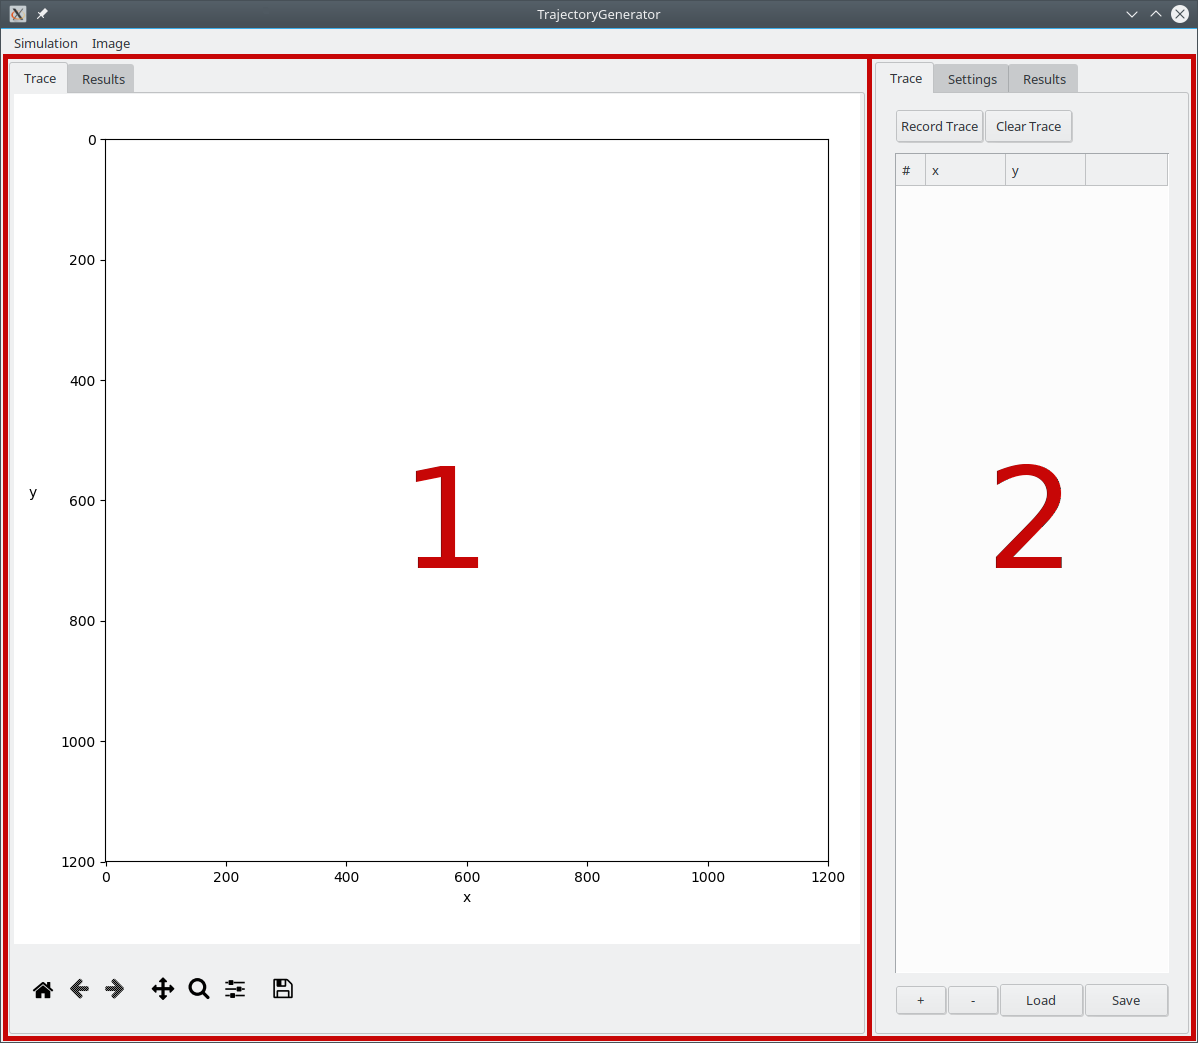 TrajectoryGenerator
Simulation Image
Trace Results
Trace Settings Results
0
200
400
600
800
1000
1200
y
0 200 400 600 800 1000 1200
x
1
Record Trace Clear Trace
# x y
2
+ - Load Save